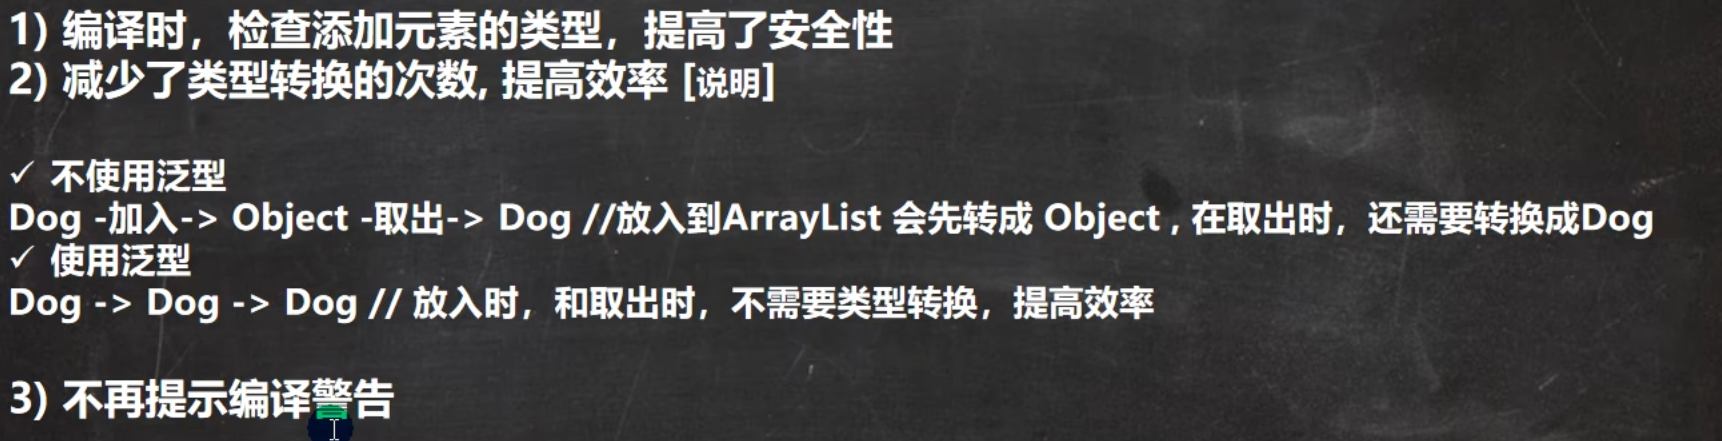 1) 编译时，检查添加元素的类型，提高了安全性
2) 减少了类型转换的次数, 提高效率 [说明]
✓ 不使用泛型
Dog -加入-> Object -取出-> Dog //放入到ArrayList 会先转成 Object , 在取出时，还需要转换成Dog
✓ 使用泛型
Dog -> Dog -> Dog // 放入时，和取出时，不需要类型转换，提高效率
3) 不再提示编译警告